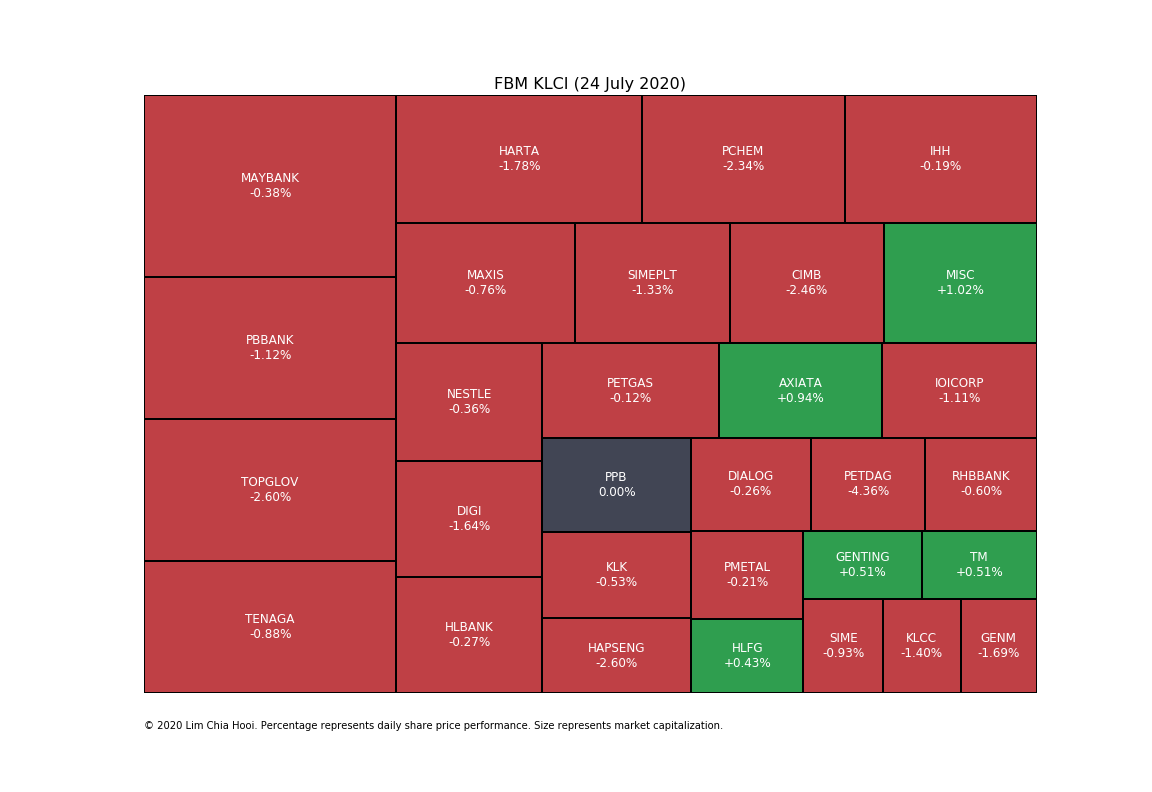 FBM KLCI (24 July 2020)
MAYBANK
-0.38%
PBBANK
-1.12%
TOPGLOV
-2.60%
TENAGA
-0.88%
HARTA
-1.78%
PCHEM
-2.34%
IHH
-0.19%
MAXIS
-0.76%
SIMEPLT
-1.33%
CIMB
-2.46%
MISC
+1.02%
NESTLE
-0.36%
DIGI
-1.64%
HLBANK
-0.27%
PETGAS
-0.12%
AXIATA
+0.94%
IOICORP
-1.11%
PPB
0.00%
KLK
-0.53%
HAPSENG
-2.60%
DIALOG
-0.26%
PETDAG
-4.36%
RHBBANK
-0.60%
PMETAL
-0.21%
HLFG
+0.43%
GENTING
+0.51%
TM
+0.51%
SIME
-0.93%
KLCC
-1.40%
GENM
-1.69%
© 2020 Lim Chia Hooi. Percentage represents daily share price performance. Size represents market capitalization.